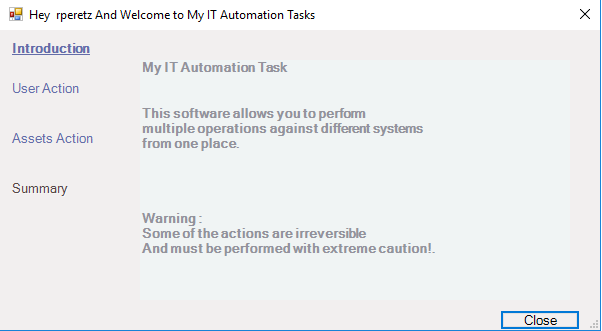 Hey rperetz And Welcome to My IT Automation Tasks
Introduction
User Action
Assets Action
Summary
My IT Automation Task
This software allows you to perform
multiple operations against different systems
from one place.
Warning :
Some of the actions are irreversible
And must be performed with extreme caution!.
Close